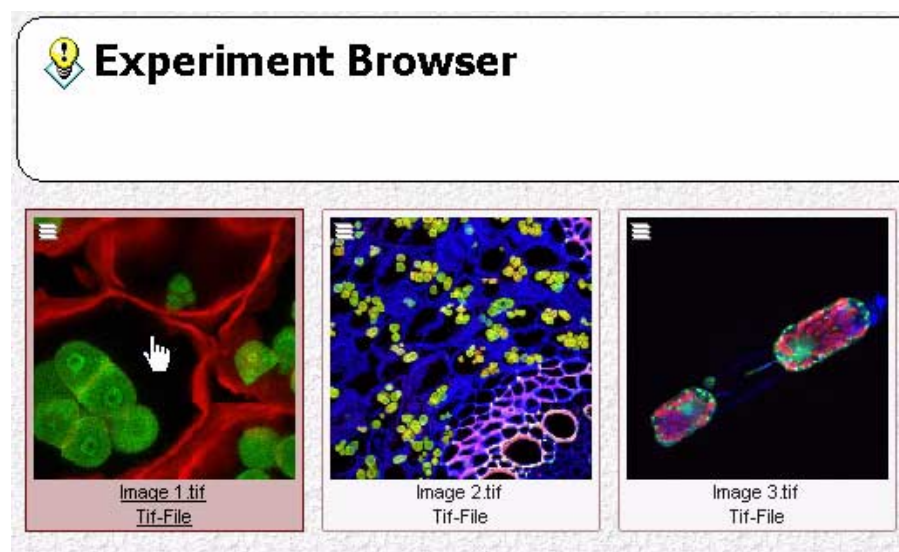 Experiment Browser
Image 1.tif
Tif-File
Image 2.tif
Tif-File
Image 3.tif
Tif-File